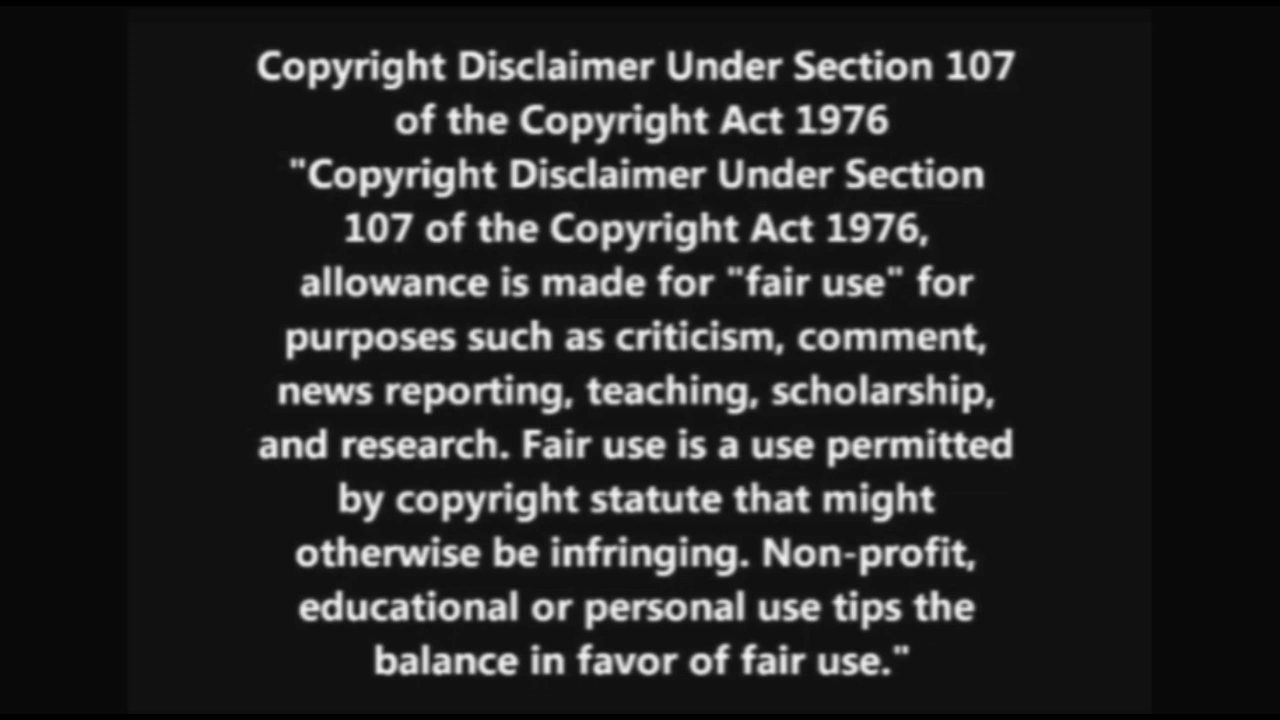 Copyright Disclaimer Under Section 107
of the Copyright Act 1976
"Copyright Disclaimer Under Section
107 of the Copyright Act 1976,
allowance is made for "fair use" for
purposes such as criticism, comment,
news reporting, teaching, scholarship,
and research. Fair use is a use permitted
by copyright statute that might
otherwise be infringing. Non-profit,
educational or personal use tips the
balance in favor of fair use."